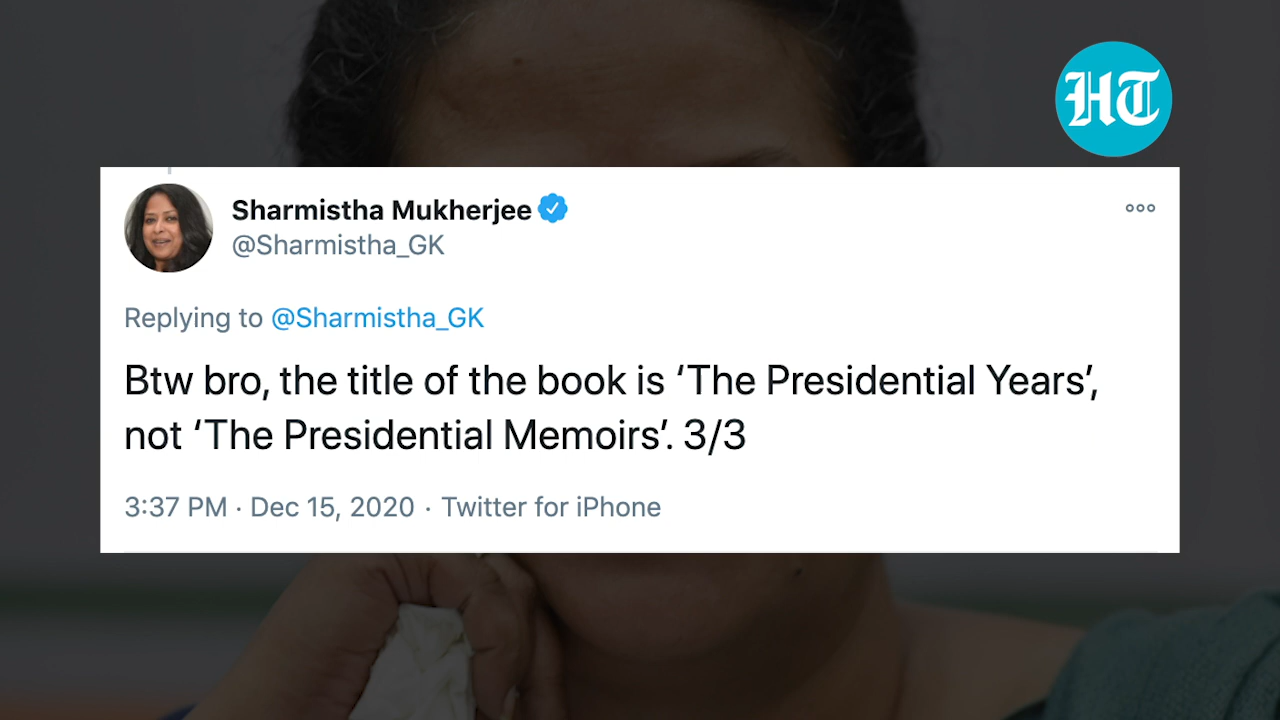 HT
Sharmistha Mukherjee
@Sharmistha_GK
Replying to @Sharmistha_GK
Btw bro, the title of the book is ‘The Presidential Years’,
not ‘The Presidential Memoirs’. 3/3
3:37 PM · Dec 15, 2020 · Twitter for iPhone